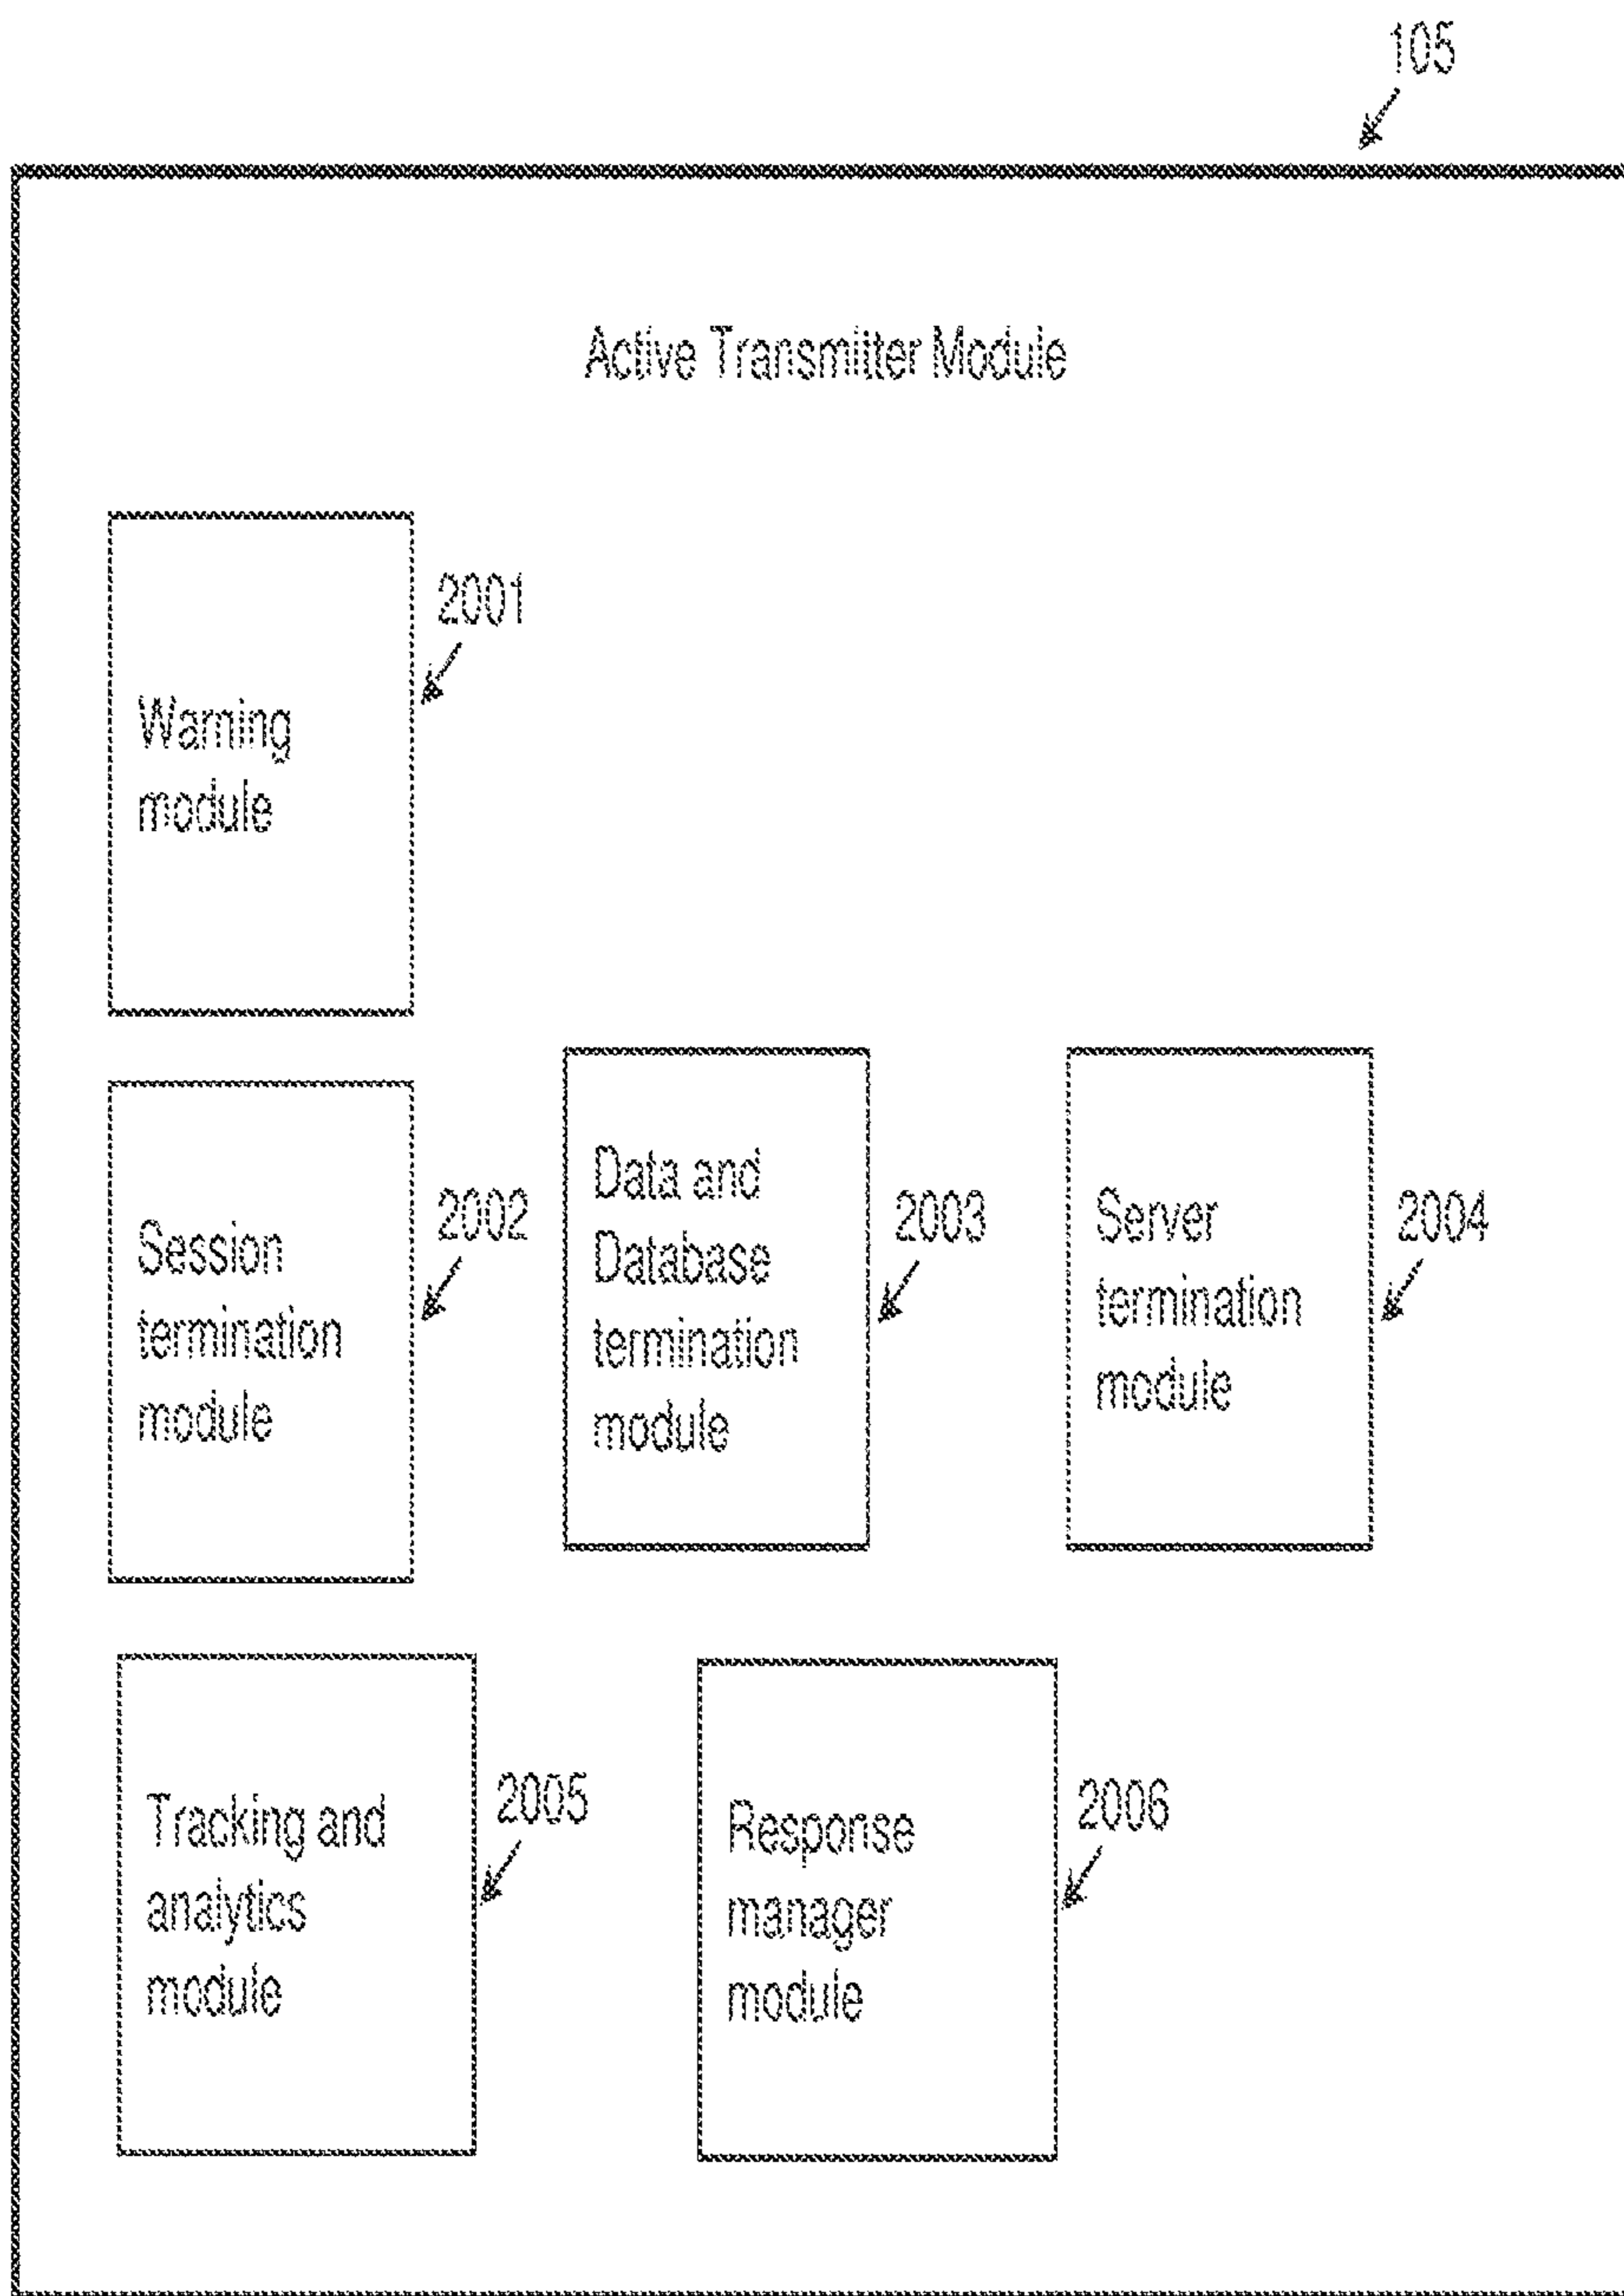 105
Active Transmitter Module
Warning
module
2001
Session
termination
module
2002
Data and
Database
termination
module
2003
Server
termination
module
2004
Tracking and
analytics
module
2005
Response
manager
module
2006